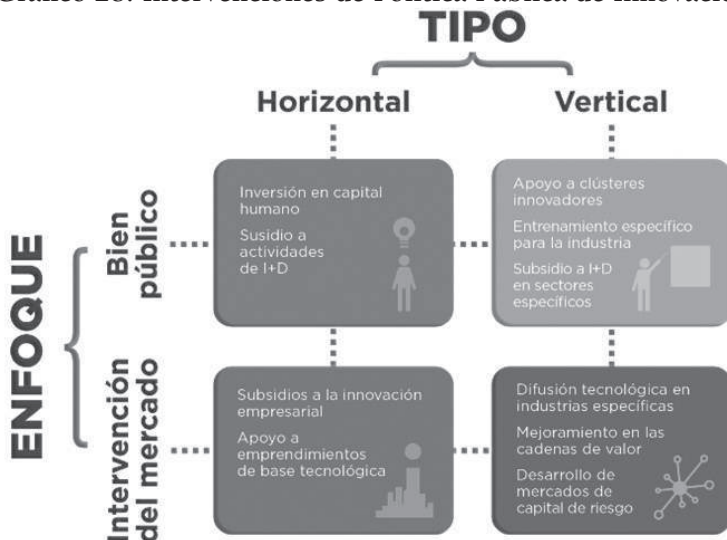 Gráfico 28. Intervenciones de Política Pública de Innovació
TIPO
Horizontal
Vertical
ENFOQUE
Bien
público
Inversión en capital
humano
Susidio a
actividades
de I+D
Apoyo a clústeres
innovadores
Entrenamiento específico
para la industria
Subsidio a I+D
en sectores
específicos
Intervención
del mercado
Subsidios a la innovación
empresarial
Apoyo a
emprendimientos
de base tecnológica
Difusión tecnológica en
industrias específicas
Mejoramiento en las
cadenas de valor
Desarrollo de
mercados de
capital de riesgo